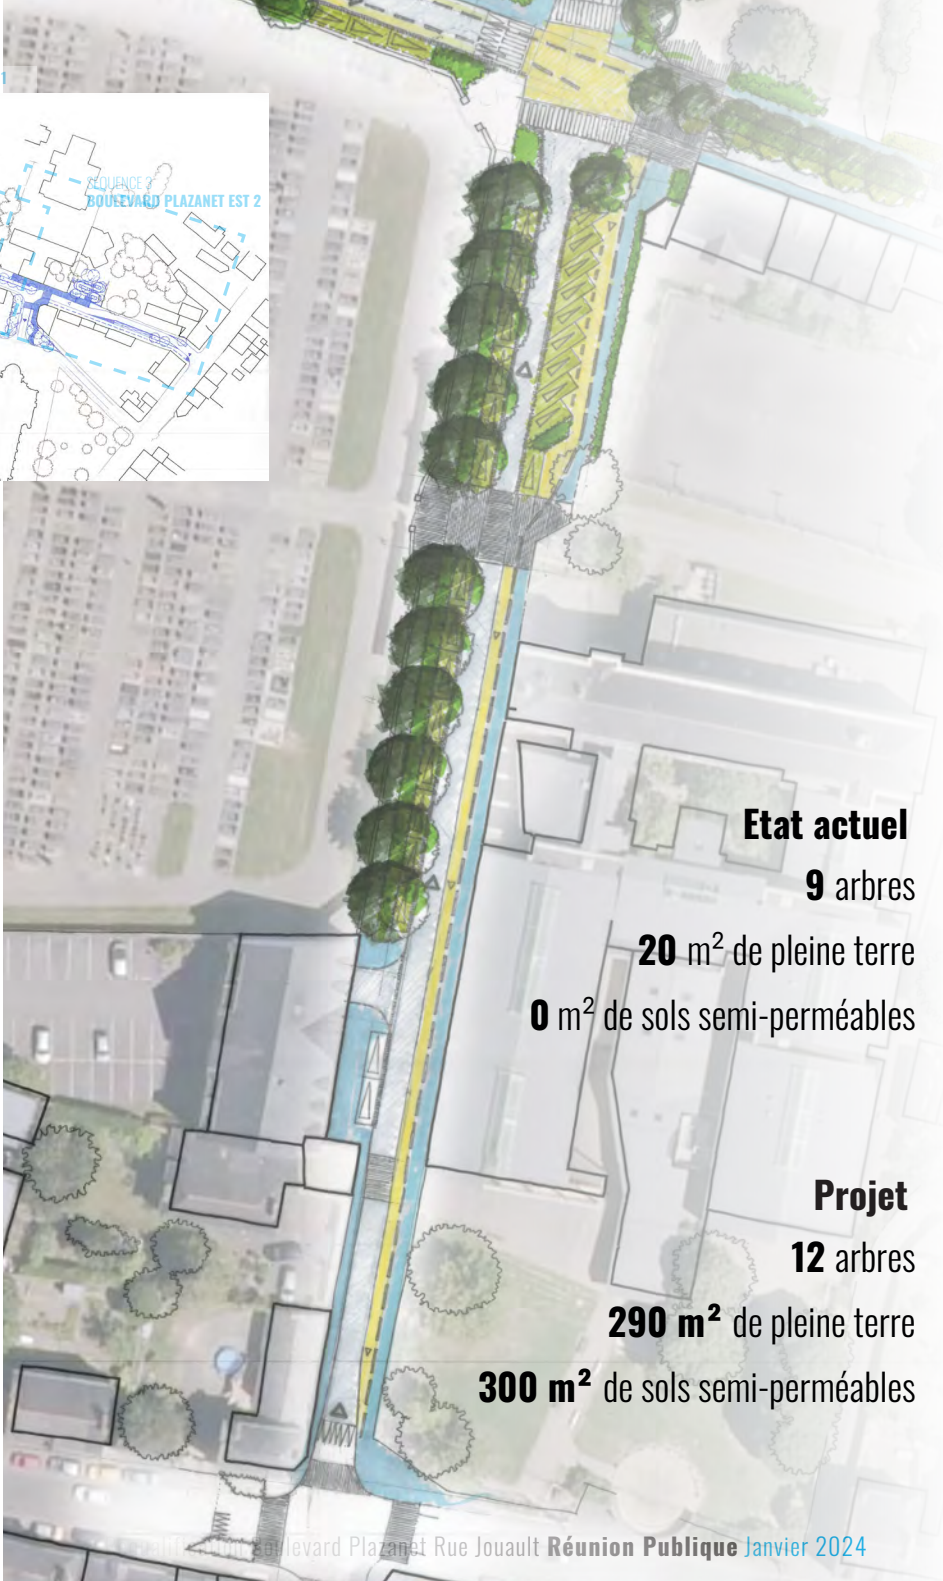 1
SEQUENCE 3
BOULEVARD PLAZANET EST 2
Etat actuel
9 arbres
20 m² de pleine terre
0 m² de sols semi-perméables
Projet
12 arbres
290 m² de pleine terre
300 m² de sols semi-perméables
Boulevard Plazanet Rue Jouault Réunion Publique Janvier 2024